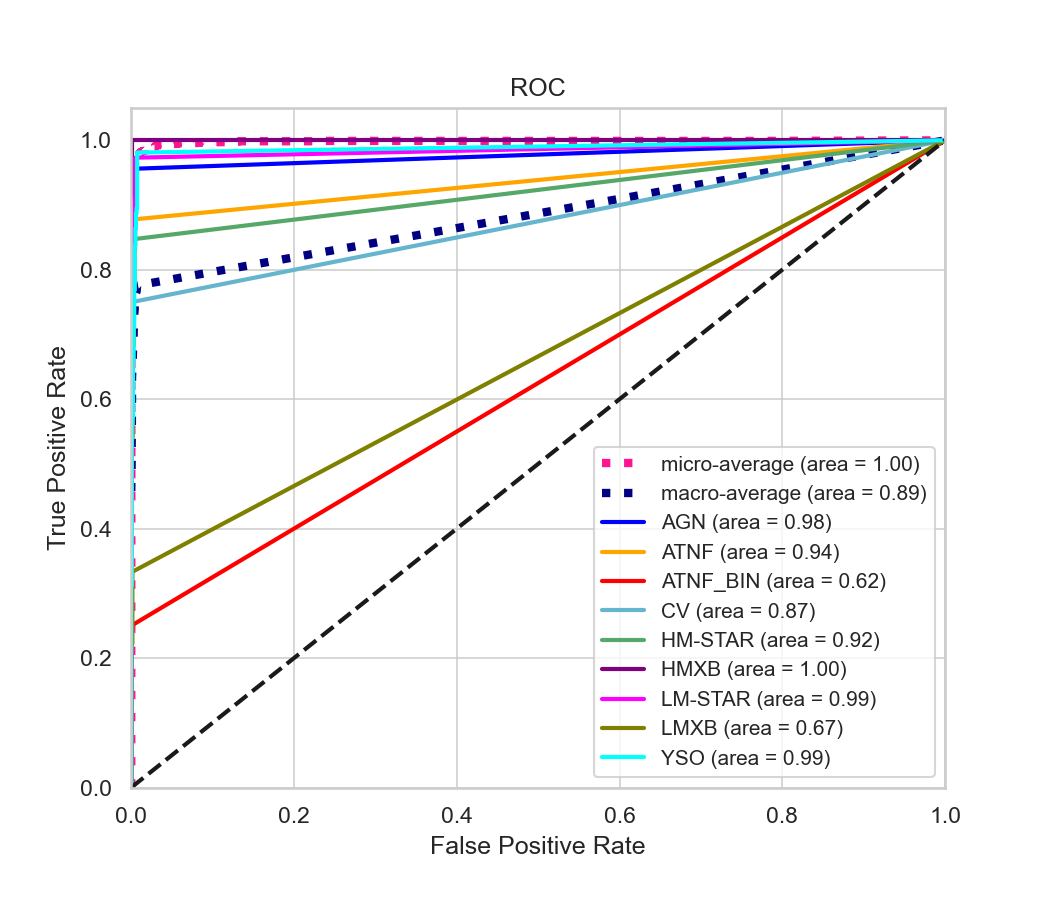 ROC
True Positive Rate
1.0
0.8
0.6
0.4
0.2
0.0
micro-average (area = 1.00)
macro-average (area = 0.89)
AGN (area = 0.98)
ATNF (area = 0.94)
ATNF_BIN (area = 0.62)
CV (area = 0.87)
HM-STAR (area = 0.92)
HMXB (area = 1.00)
LM-STAR (area = 0.99)
LMXB (area = 0.67)
YSO (area = 0.99)
0.0 0.2 0.4 0.6 0.8 1.0
False Positive Rate